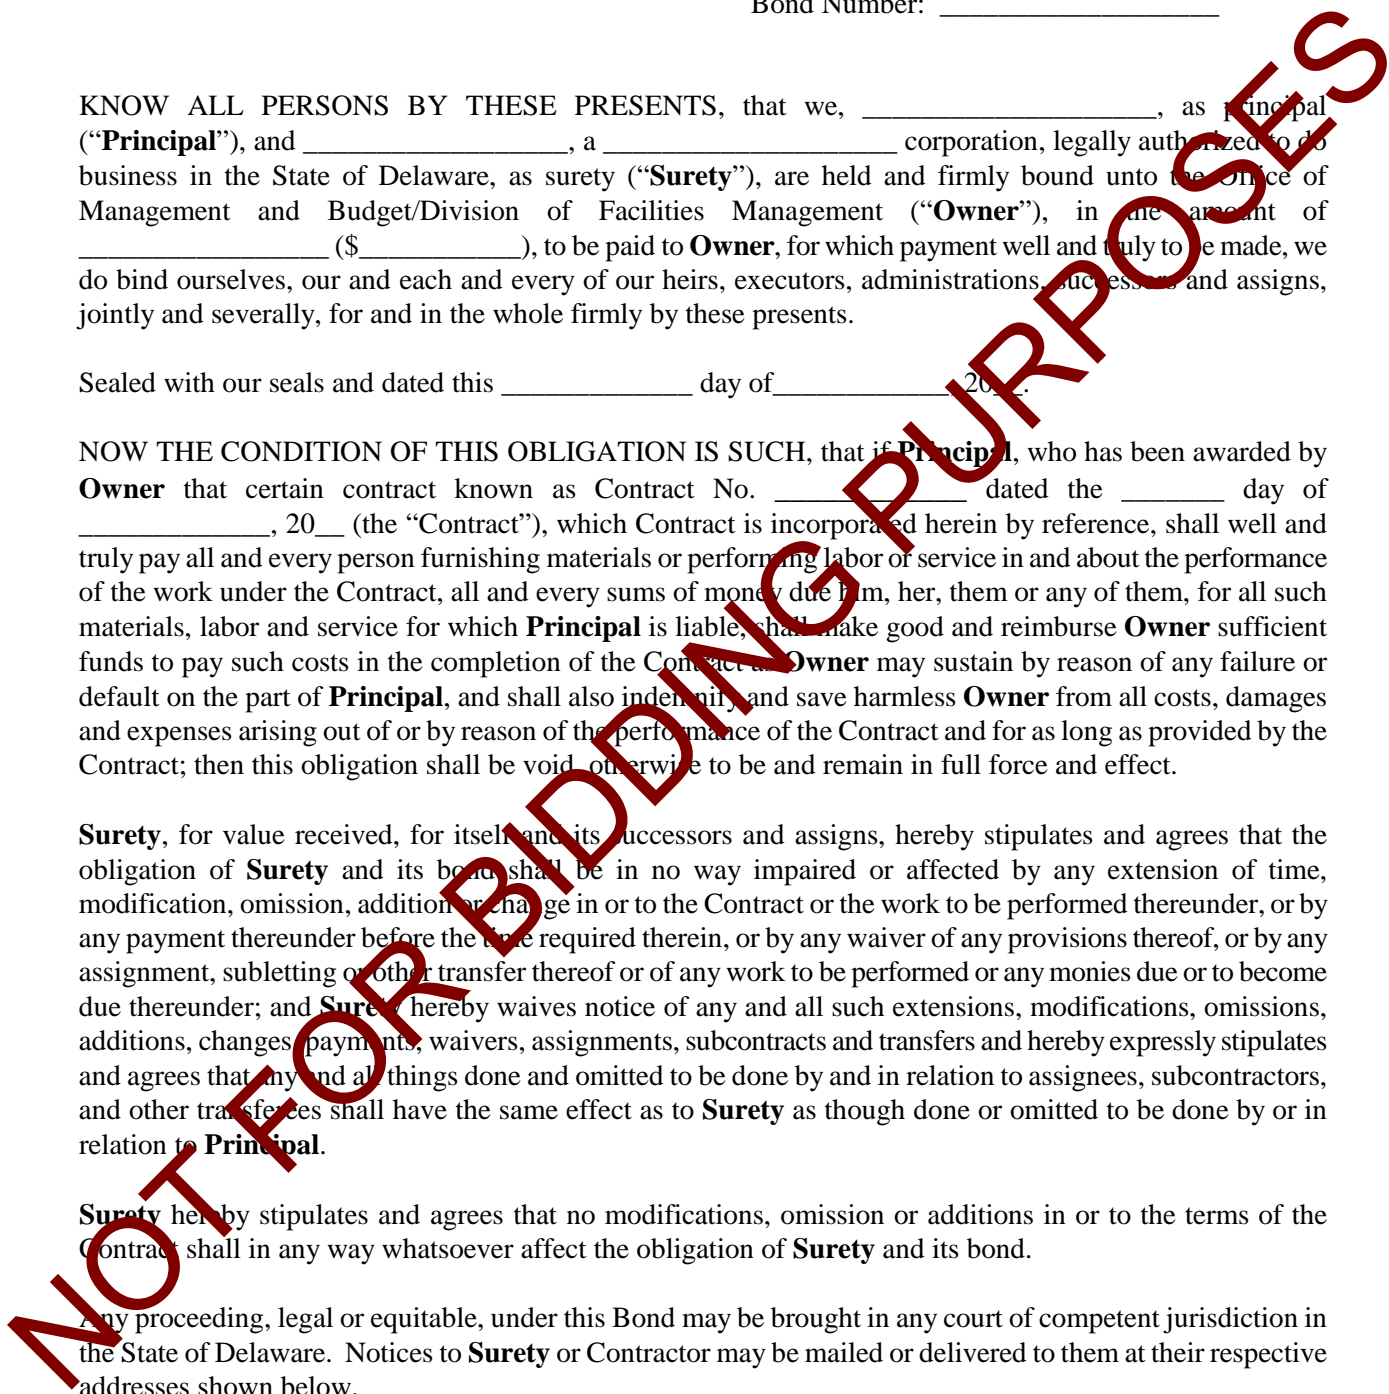 Bond Number: ___________________
KNOW ALL PERSONS BY THESE PRESENTS, that we, ____________________, as principal
(“Principal”), and __________________, a ____________________ corporation, legally authorized to do
business in the State of Delaware, as surety (“Surety”), are held and firmly bound unto the Office of
Management and Budget/Division of Facilities Management (“Owner”), in the amount of
_________________ ($___________), to be paid to Owner, for which payment well and truly to be made, we
do bind ourselves, our and each and every of our heirs, executors, administrations, successors and assigns,
jointly and severally, for and in the whole firmly by these presents.
Sealed with our seals and dated this _____________ day of____________, 20__.
NOW THE CONDITION OF THIS OBLIGATION IS SUCH, that if Principal, who has been awarded by
Owner that certain contract known as Contract No. _____________ dated the _______ day of
_____________, 20__ (the “Contract”), which Contract is incorporated herein by reference, shall well and
truly pay all and every person furnishing materials or performing labor or service in and about the performance
of the work under the Contract, all and every sums of money due him, her, them or any of them, for all such
materials, labor and service for which Principal is liable, shall make good and reimburse Owner sufficient
funds to pay such costs in the completion of the Contract as Owner may sustain by reason of any failure or
default on the part of Principal, and shall also indemnify and save harmless Owner from all costs, damages
and expenses arising out of or by reason of the performance of the Contract and for as long as provided by the
Contract; then this obligation shall be void, otherwise to be and remain in full force and effect.
Surety, for value received, for itself and its successors and assigns, hereby stipulates and agrees that the
obligation of Surety and its bond shall be in no way impaired or affected by any extension of time,
modification, omission, addition or change in or to the Contract or the work to be performed thereunder, or by
any payment thereunder before the time required therein, or by any waiver of any provisions thereof, or by any
assignment, subletting or other transfer thereof or of any work to be performed or any monies due or to become
due thereunder; and Surety hereby waives notice of any and all such extensions, modifications, omissions,
additions, changes, payments, waivers, assignments, subcontracts and transfers and hereby expressly stipulates
and agrees that any and all things done and omitted to be done by and in relation to assignees, subcontractors,
and other transferees shall have the same effect as to Surety as though done or omitted to be done by or in
relation to Principal.
Surety hereby stipulates and agrees that no modifications, omission or additions in or to the terms of the
Contract shall in any way whatsoever affect the obligation of Surety and its bond.
Any proceeding, legal or equitable, under this Bond may be brought in any court of competent jurisdiction in
the State of Delaware. Notices to Surety or Contractor may be mailed or delivered to them at their respective
addresses shown below.
NOT FOR BIDDING PURPOSES